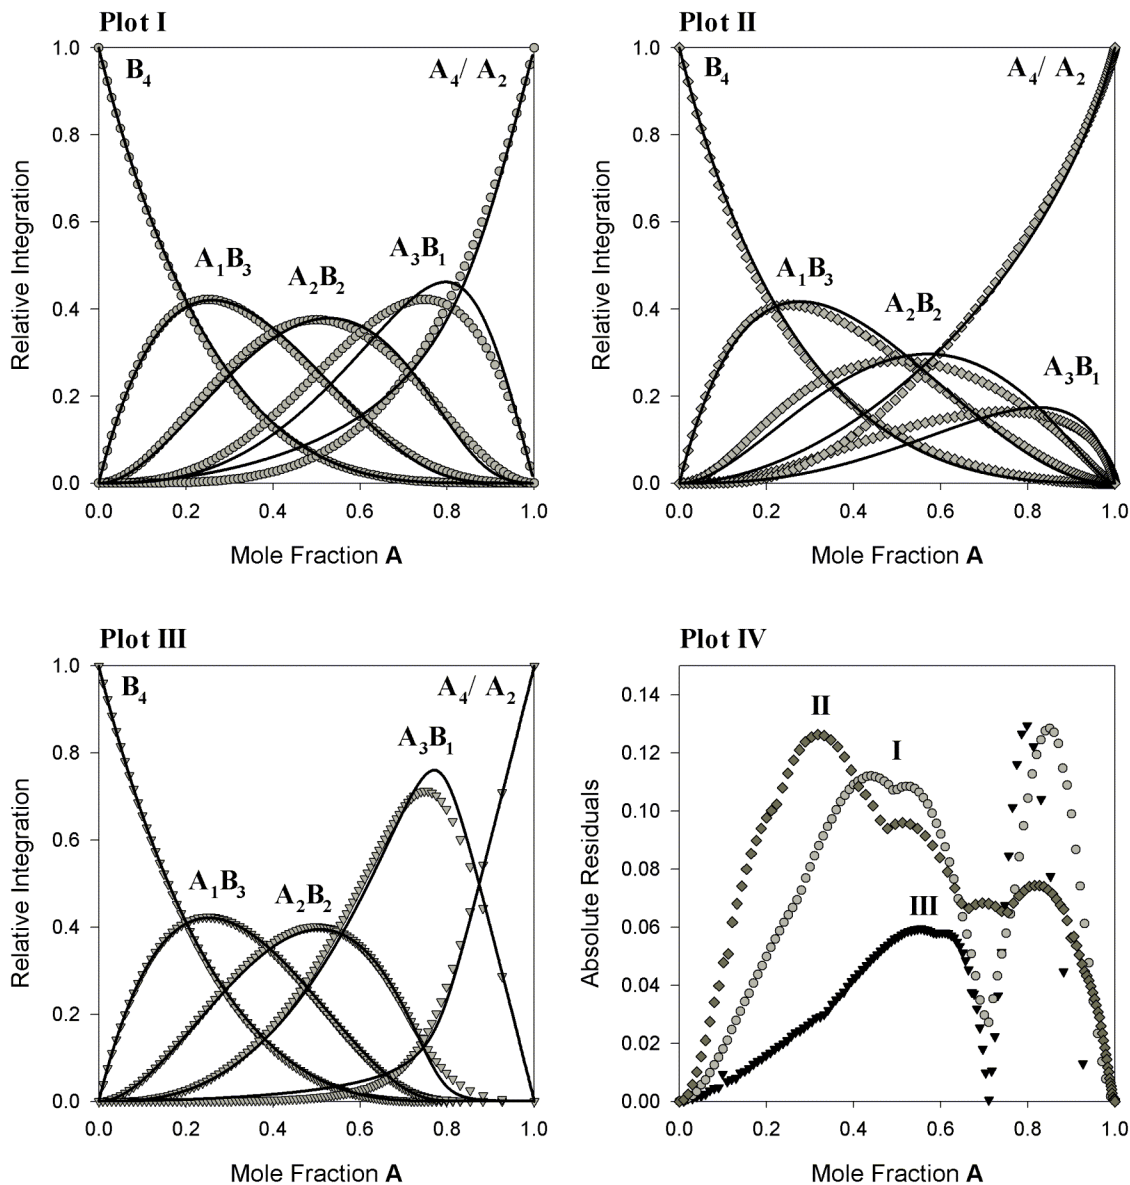 Plot I
1.0
0.8
0.6
0.4
0.2
0.0
Relative Integration
B4
A4/ A2
A1B3
A2B2
A3B1
0.0 0.2 0.4 0.6 0.8 1.0
Mole Fraction A
Plot II
1.0
0.8
0.6
0.4
0.2
0.0
Relative Integration
B4
A4/ A2
A1B3
A2B2
A3B1
0.0 0.2 0.4 0.6 0.8 1.0
Mole Fraction A
Plot III
1.0
0.8
0.6
0.4
0.2
0.0
Relative Integration
B4
A4/ A2
A3B1
A1B3
A2B2
0.0 0.2 0.4 0.6 0.8 1.0
Mole Fraction A
Plot IV
0.14
0.12
0.10
0.08
0.06
0.04
0.02
0.00
Absolute Residuals
II
I
III
0.0 0.2 0.4 0.6 0.8 1.0
Mole Fraction A